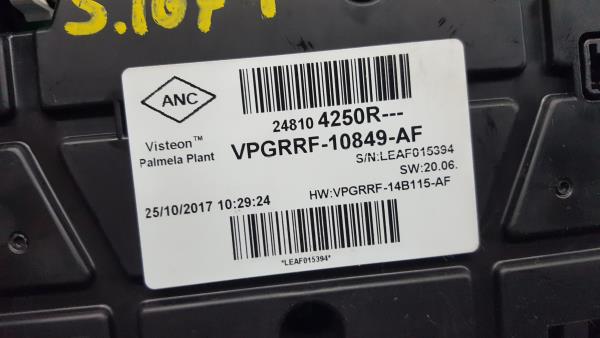 S.1071
ANC
Visteon™
Palmela Plant
24810 4250R---
VPGRRF-10849-AF
S/N:LEAF015394
SW:20.06.
HW:VPGRRF-14B115-AF
25/10/2017 10:29:24
*LEAF015394*